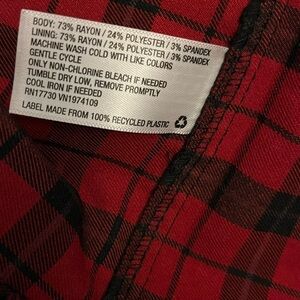 BODY: 73% RAYON / 24% POLYESTER / 3% SPANDEX
LINING: 73% RAYON / 24% POLYESTER / 3% SPANDEX
MACHINE WASH COLD WITH LIKE COLORS
GENTLE CYCLE
ONLY NON-CHLORINE BLEACH IF NEEDED
TUMBLE DRY LOW, REMOVE PROMPTLY
COOL IRON IF NEEDED
RN17730 VN1974109
LABEL MADE FROM 100% RECYCLED PLASTIC